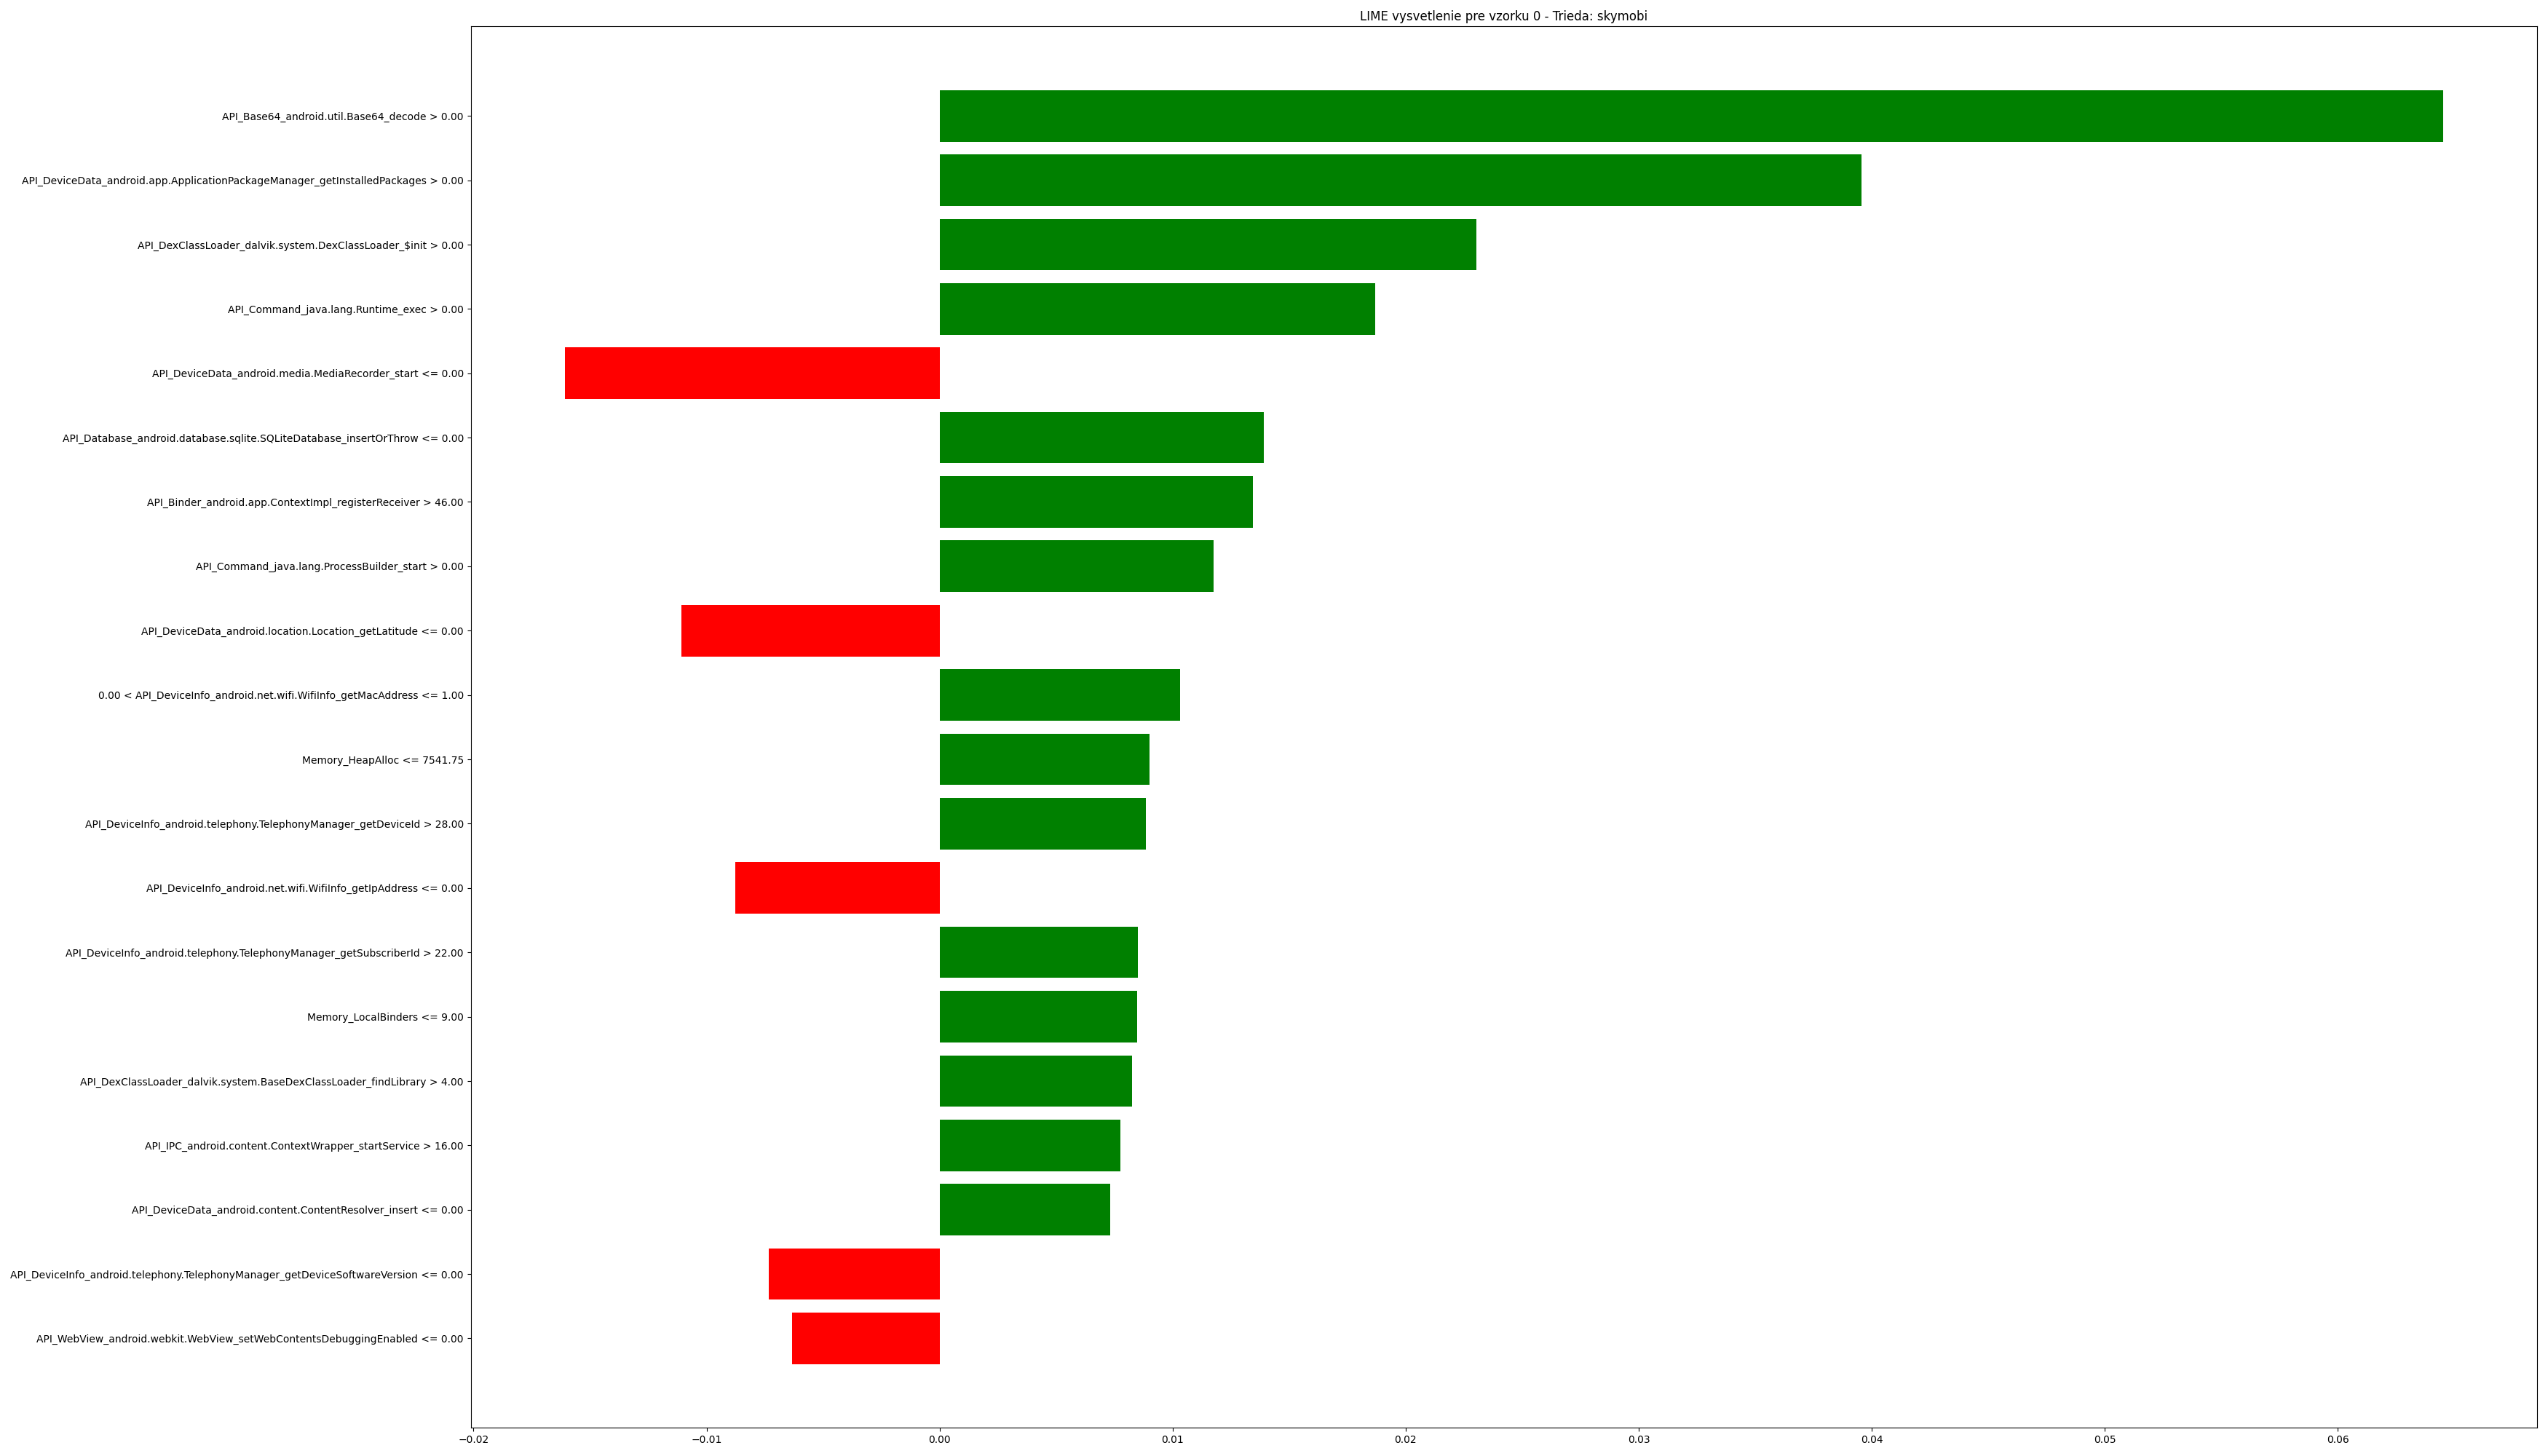 LIME vysvetlenie pre vzorku 0 - Trieda: skymobi
API_Base64_android.util.Base64_decode > 0.00
API_DeviceData_android.app.ApplicationPackageManager_getInstalledPackages > 0.00
API_DexClassLoader_dalvik.system.DexClassLoader_$init > 0.00
API_Command_java.lang.Runtime_exec > 0.00
API_DeviceData_android.media.MediaRecorder_start <= 0.00
API_Database_android.database.sqlite.SQLiteDatabase_insertOrThrow <= 0.00
API_Binder_android.app.ContextImpl_registerReceiver > 46.00
API_Command_java.lang.ProcessBuilder_start > 0.00
API_DeviceData_android.location.Location_getLatitude <= 0.00
0.00 < API_DeviceInfo_android.net.wifi.WifiInfo_getMacAddress <= 1.00
Memory_HeapAlloc <= 7541.75
API_DeviceInfo_android.telephony.TelephonyManager_getDeviceId > 28.00
API_DeviceInfo_android.net.wifi.WifiInfo_getIpAddress <= 0.00
API_DeviceInfo_android.telephony.TelephonyManager_getSubscriberId > 22.00
Memory_LocalBinders <= 9.00
API_DexClassLoader_dalvik.system.BaseDexClassLoader_findLibrary > 4.00
API_IPC_android.content.ContextWrapper_startService > 16.00
API_DeviceData_android.content.ContentResolver_insert <= 0.00
API_DeviceInfo_android.telephony.TelephonyManager_getDeviceSoftwareVersion <= 0.00
API_WebView_android.webkit.WebView_setWebContentsDebuggingEnabled <= 0.00
−0.02 −0.01 0.00 0.01 0.02 0.03 0.04 0.05 0.06